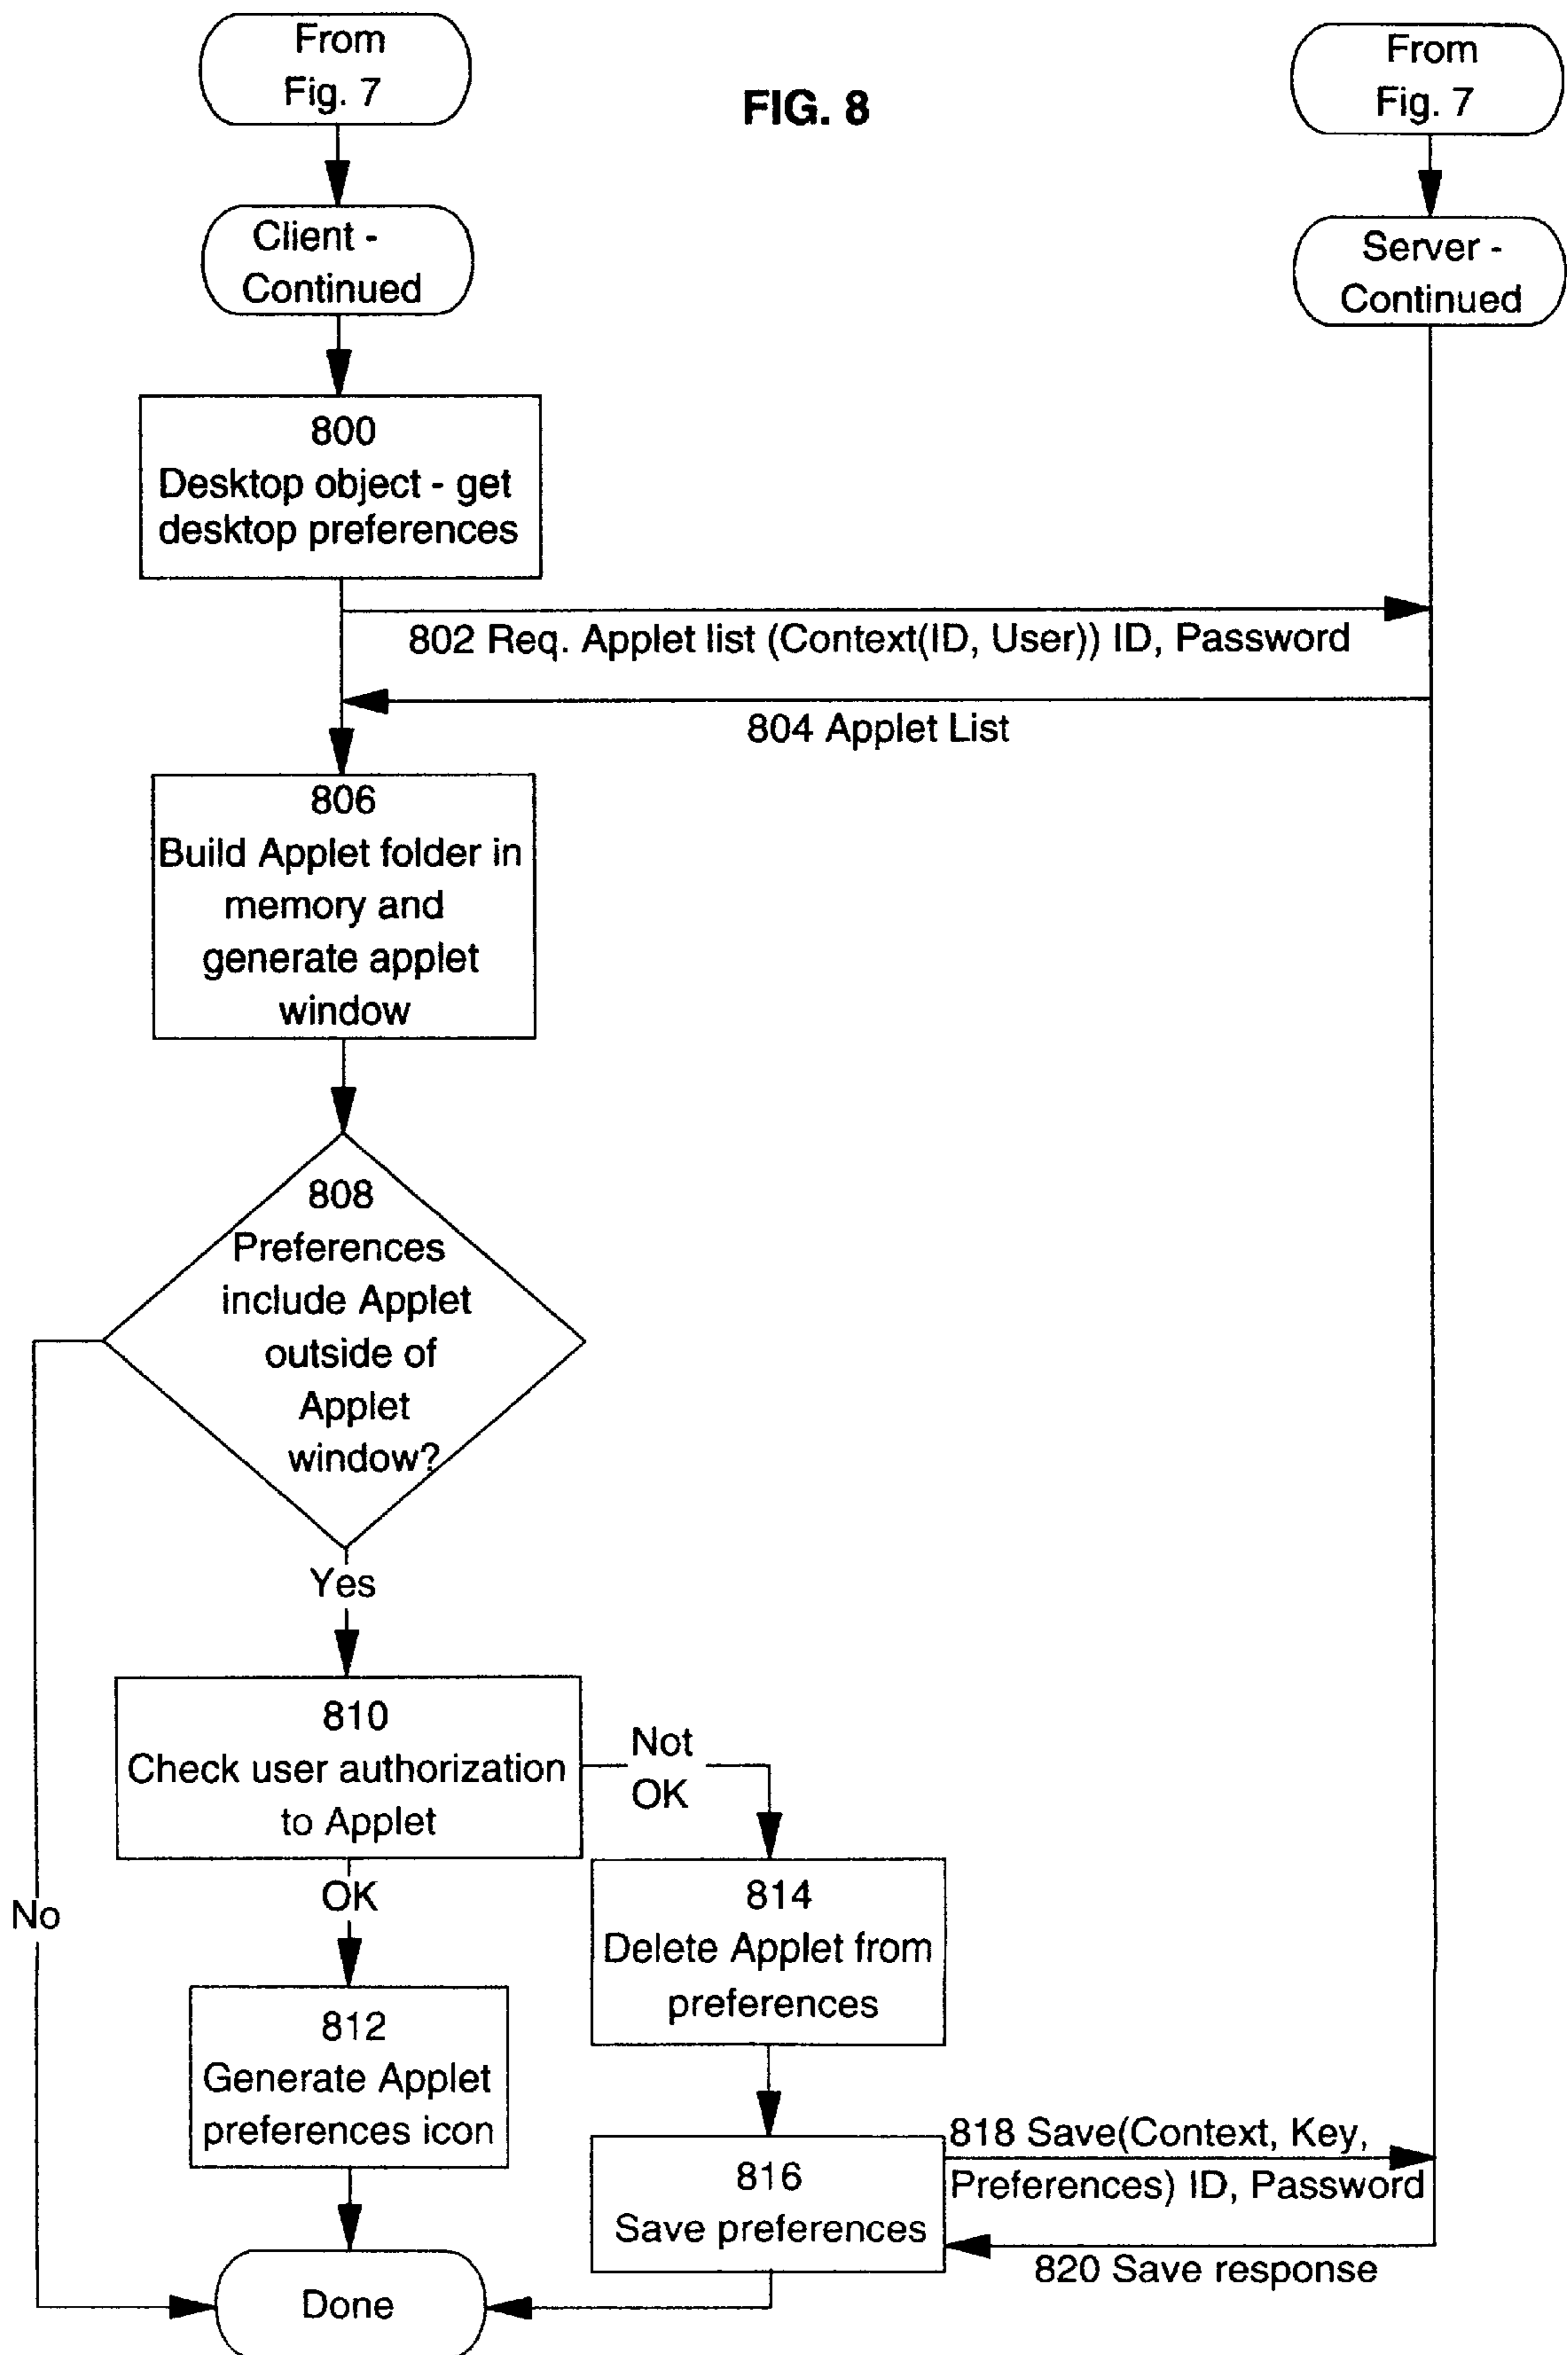 From
Fig. 7
FIG. 8
From
Fig. 7
Client -
Continued
Server -
Continued
800
Desktop object - get
desktop preferences
802 Req. Applet list (Context(ID, User)) ID, Password
804 Applet List
806
Build Applet folder in
memory and
generate applet
window
808
Preferences
include Applet
outside of
Applet
window?
Yes
810
Check user authorization
to Applet
Not
OK
OK
No
814
Delete Applet from
preferences
812
Generate Applet
preferences icon
816
Save preferences
818 Save(Context, Key,
Preferences) ID, Password
820 Save response
Done